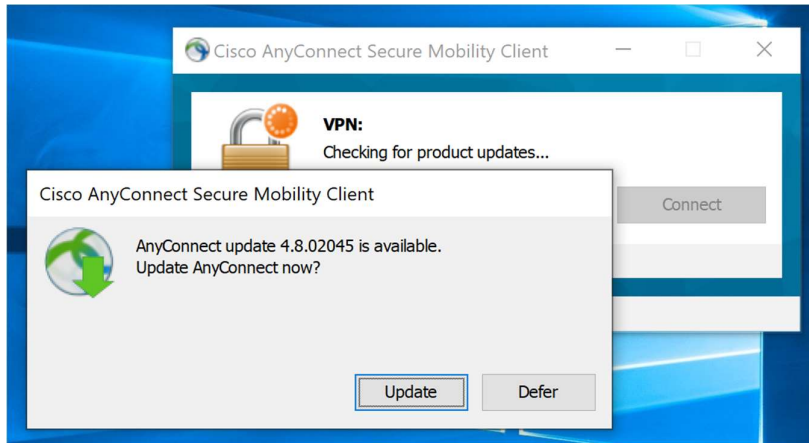 Cisco AnyConnect Secure Mobility Client
VPN:
Checking for product updates...
Connect
Cisco AnyConnect Secure Mobility Client
AnyConnect update 4.8.02045 is available.
Update AnyConnect now?
Update
Defer